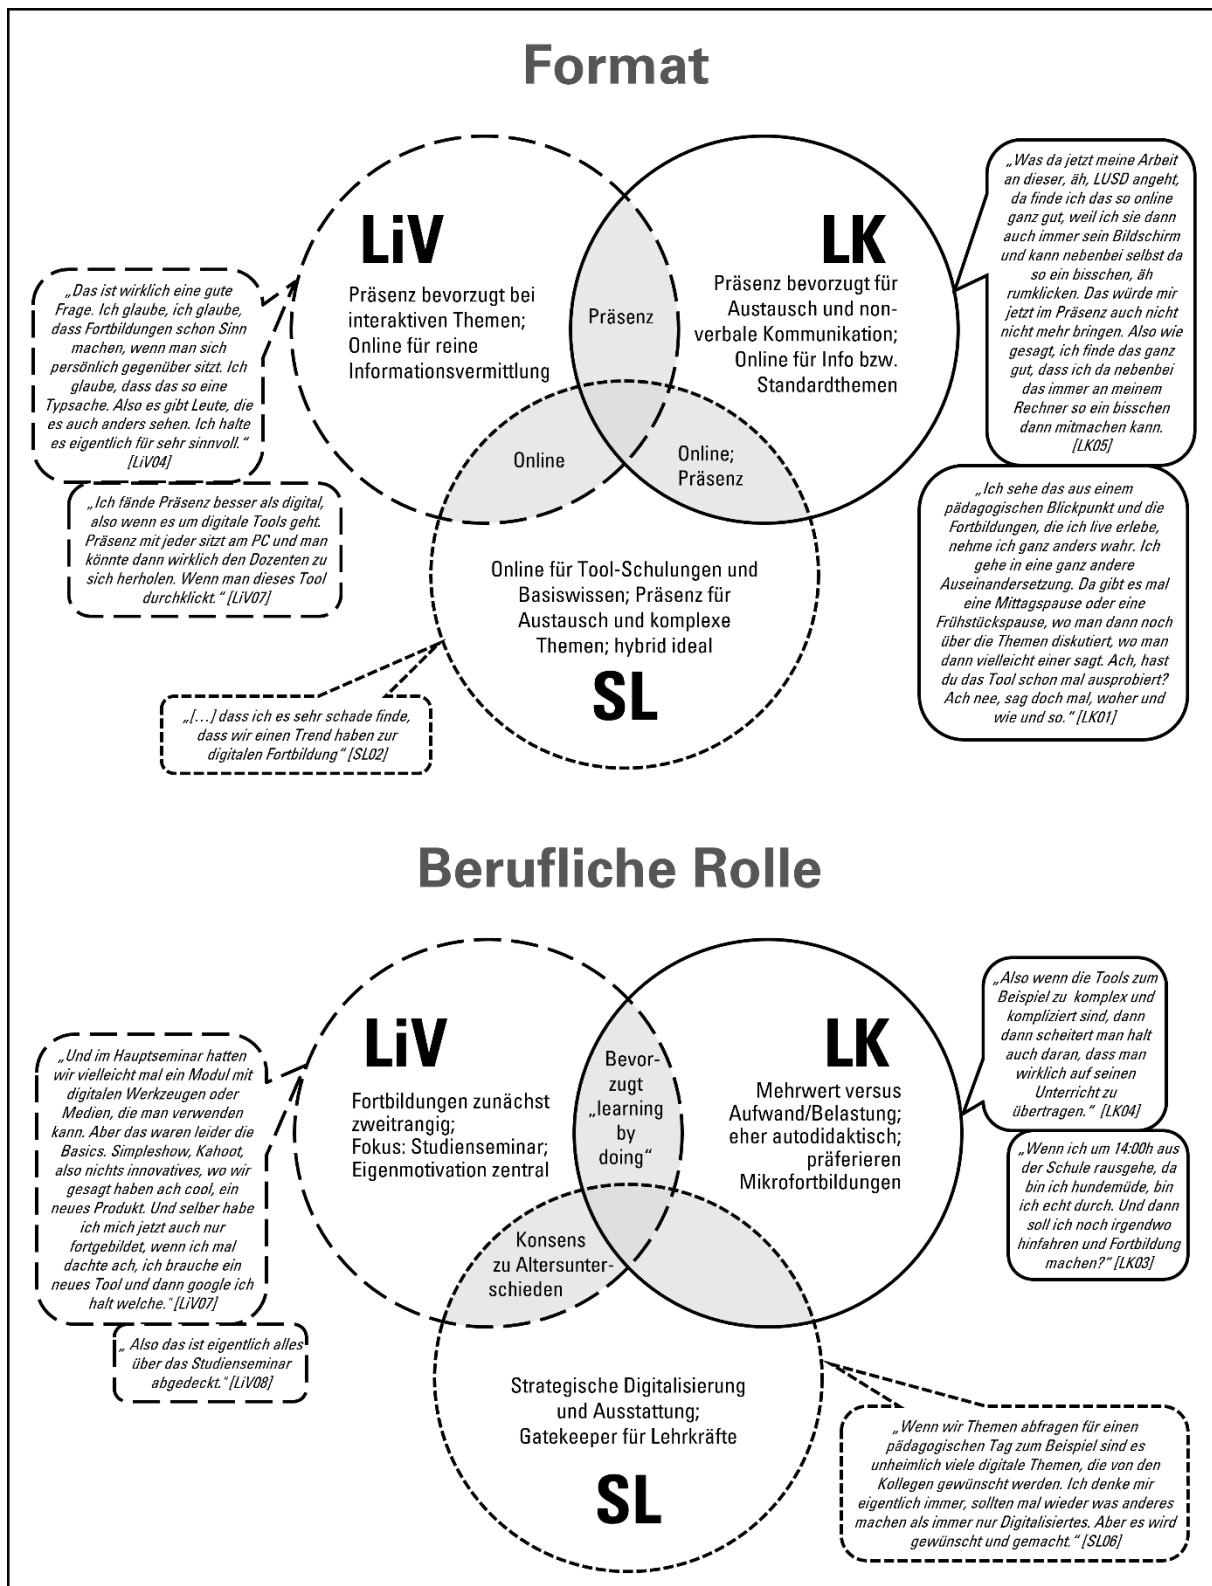 Format
LiV
Präsenz bevorzugt bei
interaktiven Themen;
Online für reine
Informationsvermittlung
Präsenz
LK
Präsenz bevorzugt für
Austausch und non-
verbale Kommunikation;
Online für Info bzw.
Standardthemen
Online
Online;
Präsenz
Online für Tool-Schulungen und
Basiswissen; Präsenz für
Austausch und komplexe
Themen; hybrid ideal
SL
„Das ist wirklich eine gute
Frage. Ich glaube, ich glaube,
dass Fortbildungen schon Sinn
machen, wenn man sich
persönlich gegenüber sitzt. Ich
glaube, dass das so eine
Typsache. Also es gibt Leute, die
es auch anders sehen. Ich halte
es eigentlich für sehr sinnvoll.“
[LiV04]
„Ich fände Präsenz besser als digital,
also wenn es um digitale Tools geht.
Präsenz mit jeder sitzt am PC und man
könnte dann wirklich den Dozenten zu
sich herholen. Wenn man dieses Tool
durchklickt.“ [LiV07]
„[…] dass ich es sehr schade finde,
dass wir einen Trend haben zur
digitalen Fortbildung“ [SL02]
„Was da jetzt meine Arbeit
an dieser, äh, LUSD angeht,
da finde ich das so online
ganz gut, weil ich sie dann
auch immer sein Bildschirm
und kann nebenbei selbst da
so ein bisschen, äh
rumklicken. Das würde mir
jetzt im Präsenz auch nicht
nicht mehr bringen. Also wie
gesagt, ich finde das ganz
gut, dass ich da nebenbei
das immer an meinem
Rechner so ein bisschen
dann mitmachen kann.
[LK05]
„Ich sehe das aus einem
pädagogischen Blickpunkt und die
Fortbildungen, die ich live erlebe,
nehme ich ganz anders wahr. Ich
gehe in eine ganz andere
Auseinandersetzung. Da gibt es mal
eine Mittagspause oder eine
Frühstückspause, wo man dann noch
über die Themen diskutiert, wo man
dann vielleicht einer sagt. Ach, hast
du das Tool schon mal ausprobiert?
Ach nee, sag doch mal, woher und
wie und so.“ [LK01]
Berufliche Rolle
LiV
Fortbildungen zunächst
zweitrangig;
Fokus: Studienseminar;
Eigenmotivation zentral
Bevor-
zugt
„learning
by
doing“
LK
Mehrwert versus
Aufwand/Belastung;
eher autodidaktisch;
präferieren
Mikrofortbildungen
Konsens
zu Altersunter-
schieden
Strategische Digitalisierung
und Ausstattung;
Gatekeeper für Lehrkräfte
SL
„Und im Hauptseminar hatten
wir vielleicht mal ein Modul mit
digitalen Werkzeugen oder
Medien, die man verwenden
kann. Aber das waren leider die
Basics. Simpleshow, Kahoot,
also nichts innovatives, wo wir
gesagt haben ach cool, ein
neues Produkt. Und selber habe
ich mich jetzt auch nur
fortgebildet, wenn ich mal
dachte ach, ich brauche ein
neues Tool und dann google ich
halt welche." [LiV07]
„ Also das ist eigentlich alles
über das Studienseminar
abgedeckt." [LiV08]
„Also wenn die Tools zum
Beispiel zu komplex und
kompliziert sind, dann
dann scheitert man halt
auch daran, dass man
wirklich auf seinen
Unterricht zu
übertragen.“ [LK04]
„Wenn ich um 14:00h aus
der Schule rausgehe, da
bin ich hundemüde, bin
ich echt durch. Und dann
soll ich noch irgendwo
hinfahren und Fortbildung
machen?“ [LK03]
„Wenn wir Themen abfragen für einen
pädagogischen Tag zum Beispiel sind es
unheimlich viele digitale Themen, die von den
Kollegen gewünscht werden. Ich denke mir
eigentlich immer, sollten mal wieder was anderes
machen als immer nur Digitalisiertes. Aber es wird
gewünscht und gemacht.“ [SL06]